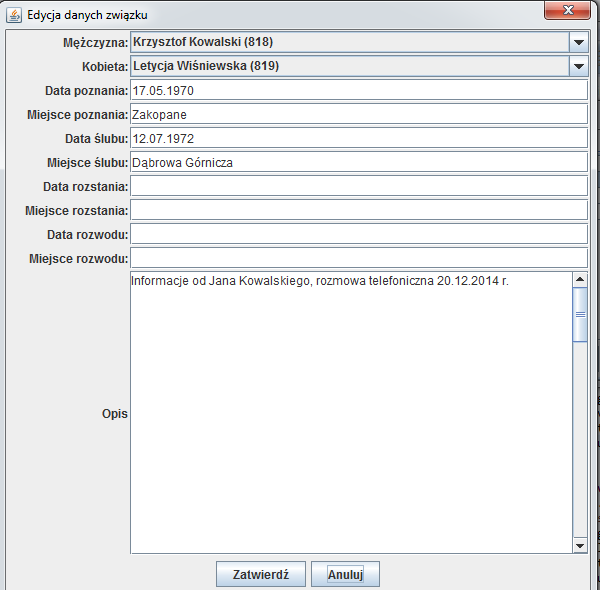 Edycja danych związku
Mężczyzna: Krzysztof Kowalski (818)
Kobieta: Letycja Wiśniewska (819)
Data poznania: 17.05.1970
Miejsce poznania: Zakopane
Data ślubu: 12.07.1972
Miejsce ślubu: Dąbrowa Górnicza
Data rozstania:
Miejsce rozstania:
Data rozwodu:
Miejsce rozwodu:
Informacje od Jana Kowalskiego, rozmowa telefoniczna 20.12.2014 r.
Opis
Zatwierdź Anuluj